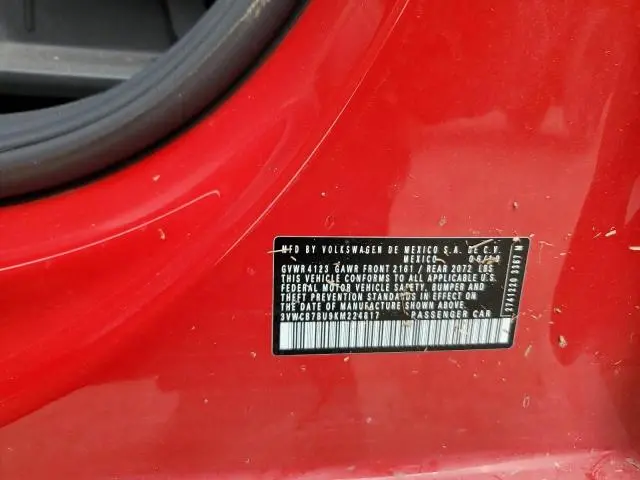 MFD BY VOLKSWAGEN DE MEXICO S.A. DE C.V.
MEXICO
GVWR 4123 GAWR FRONT 2161 / REAR 2072 LBS
THIS VEHICLE CONFORMS TO ALL APPLICABLE U.S.
FEDERAL MOTOR VEHICLE SAFETY, BUMPER AND
THEFT PREVENTION STANDARDS IN EFFECT ON
THE DATE OF MANUFACTURE SHOWN ABOVE.
3VWCB7BU9KM224617 PASSENGER CAR